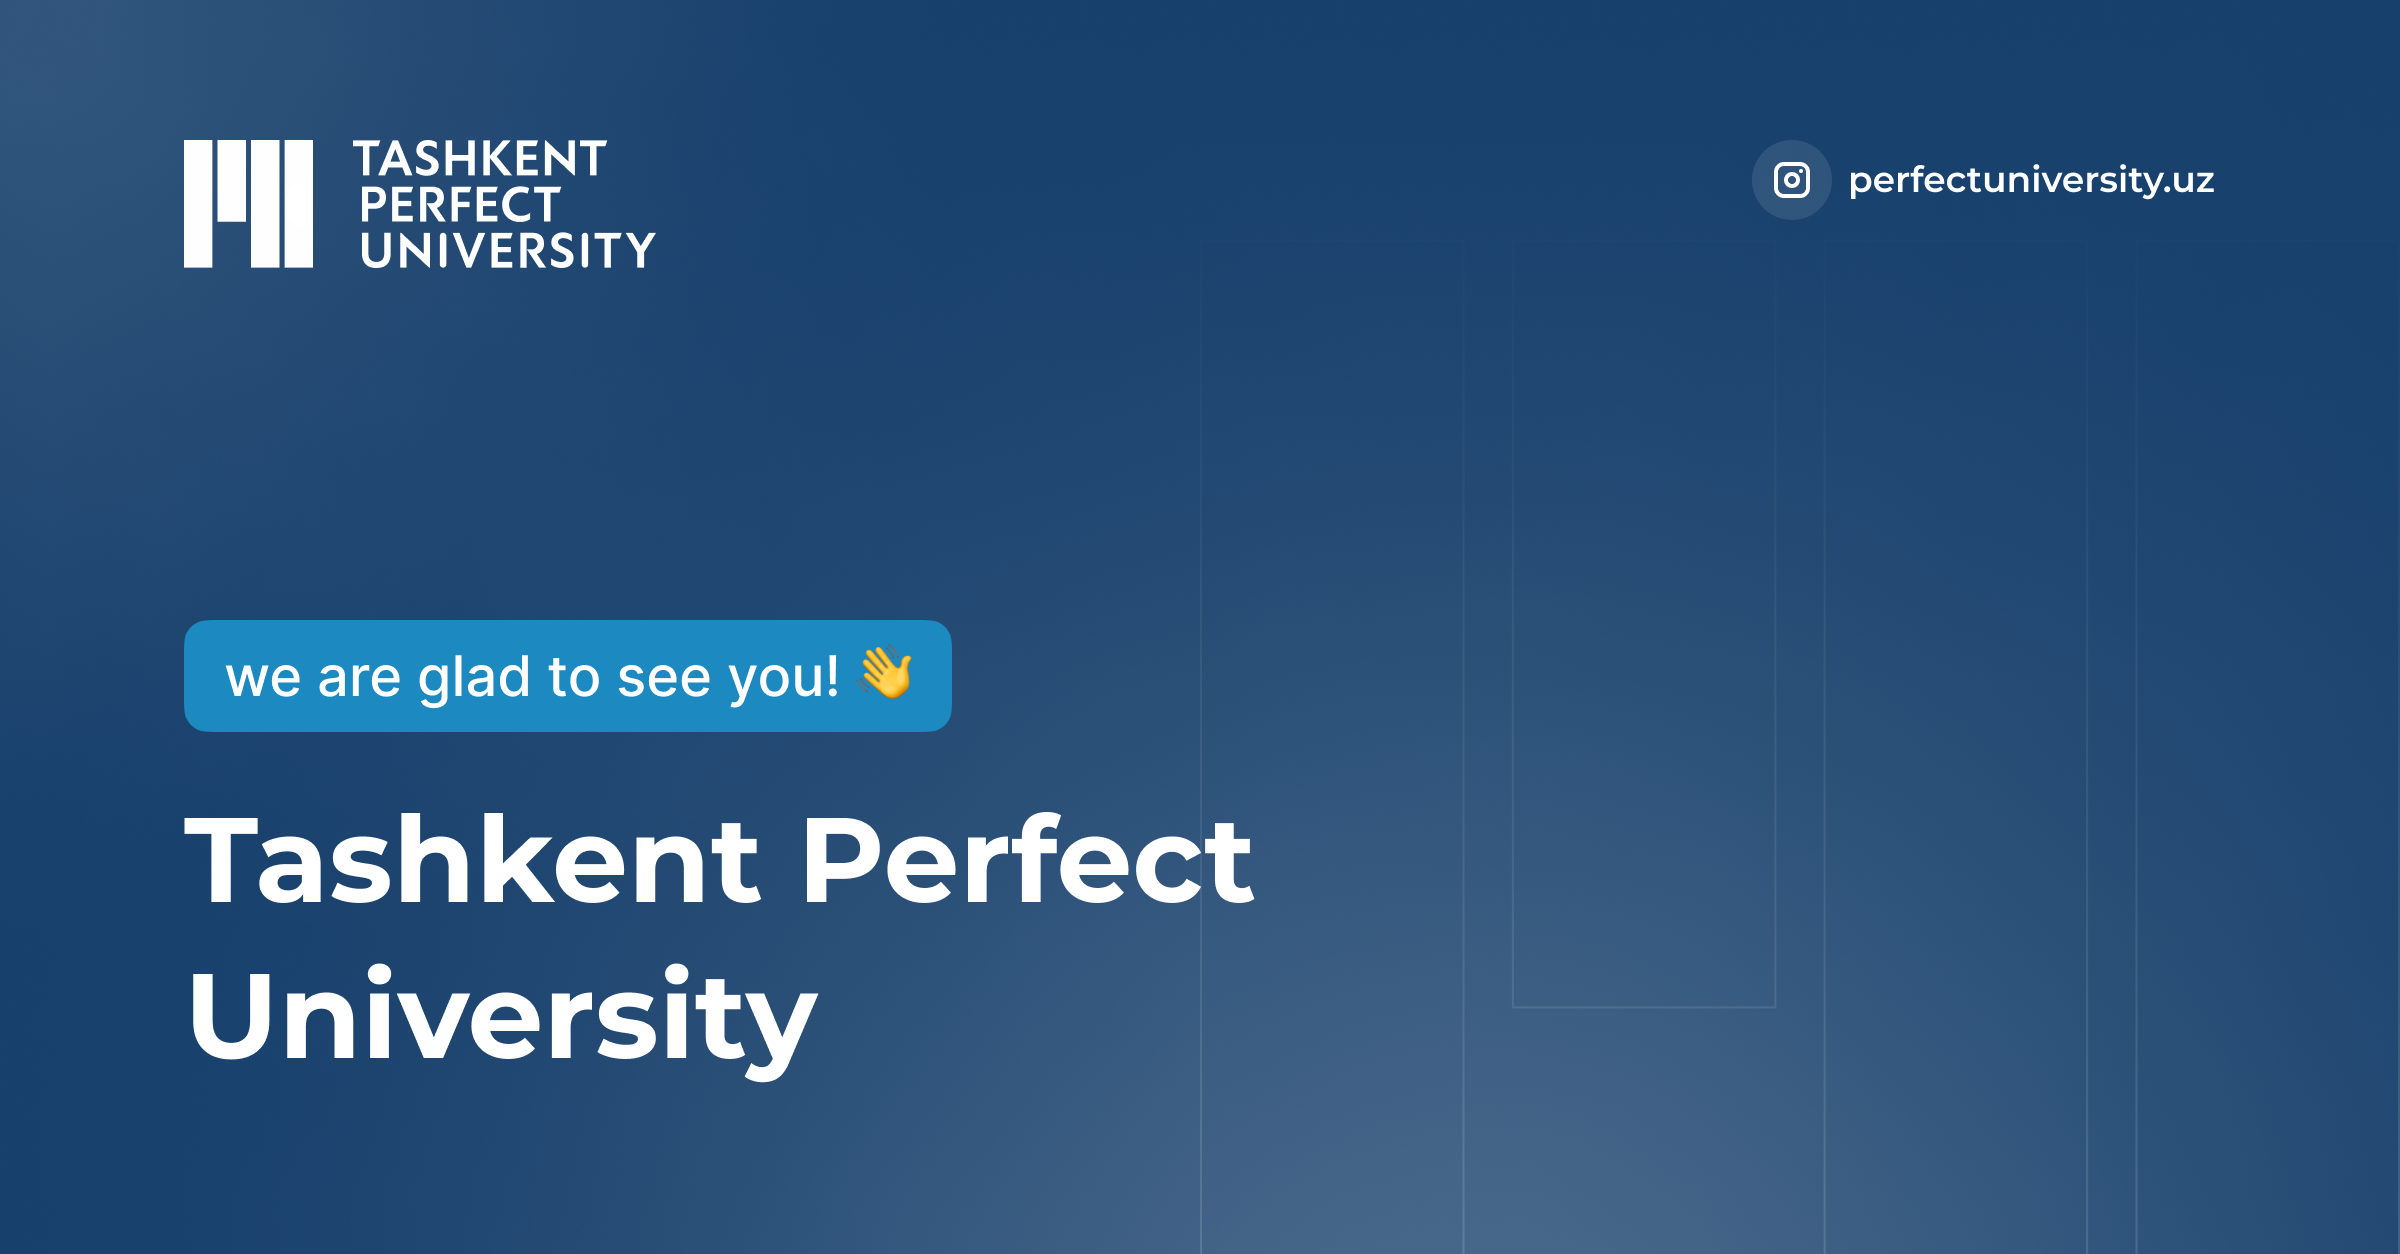 TASHKENT
PERFECT
UNIVERSITY
perfectuniversity.uz
we are glad to see you! 👋
Tashkent Perfect
University